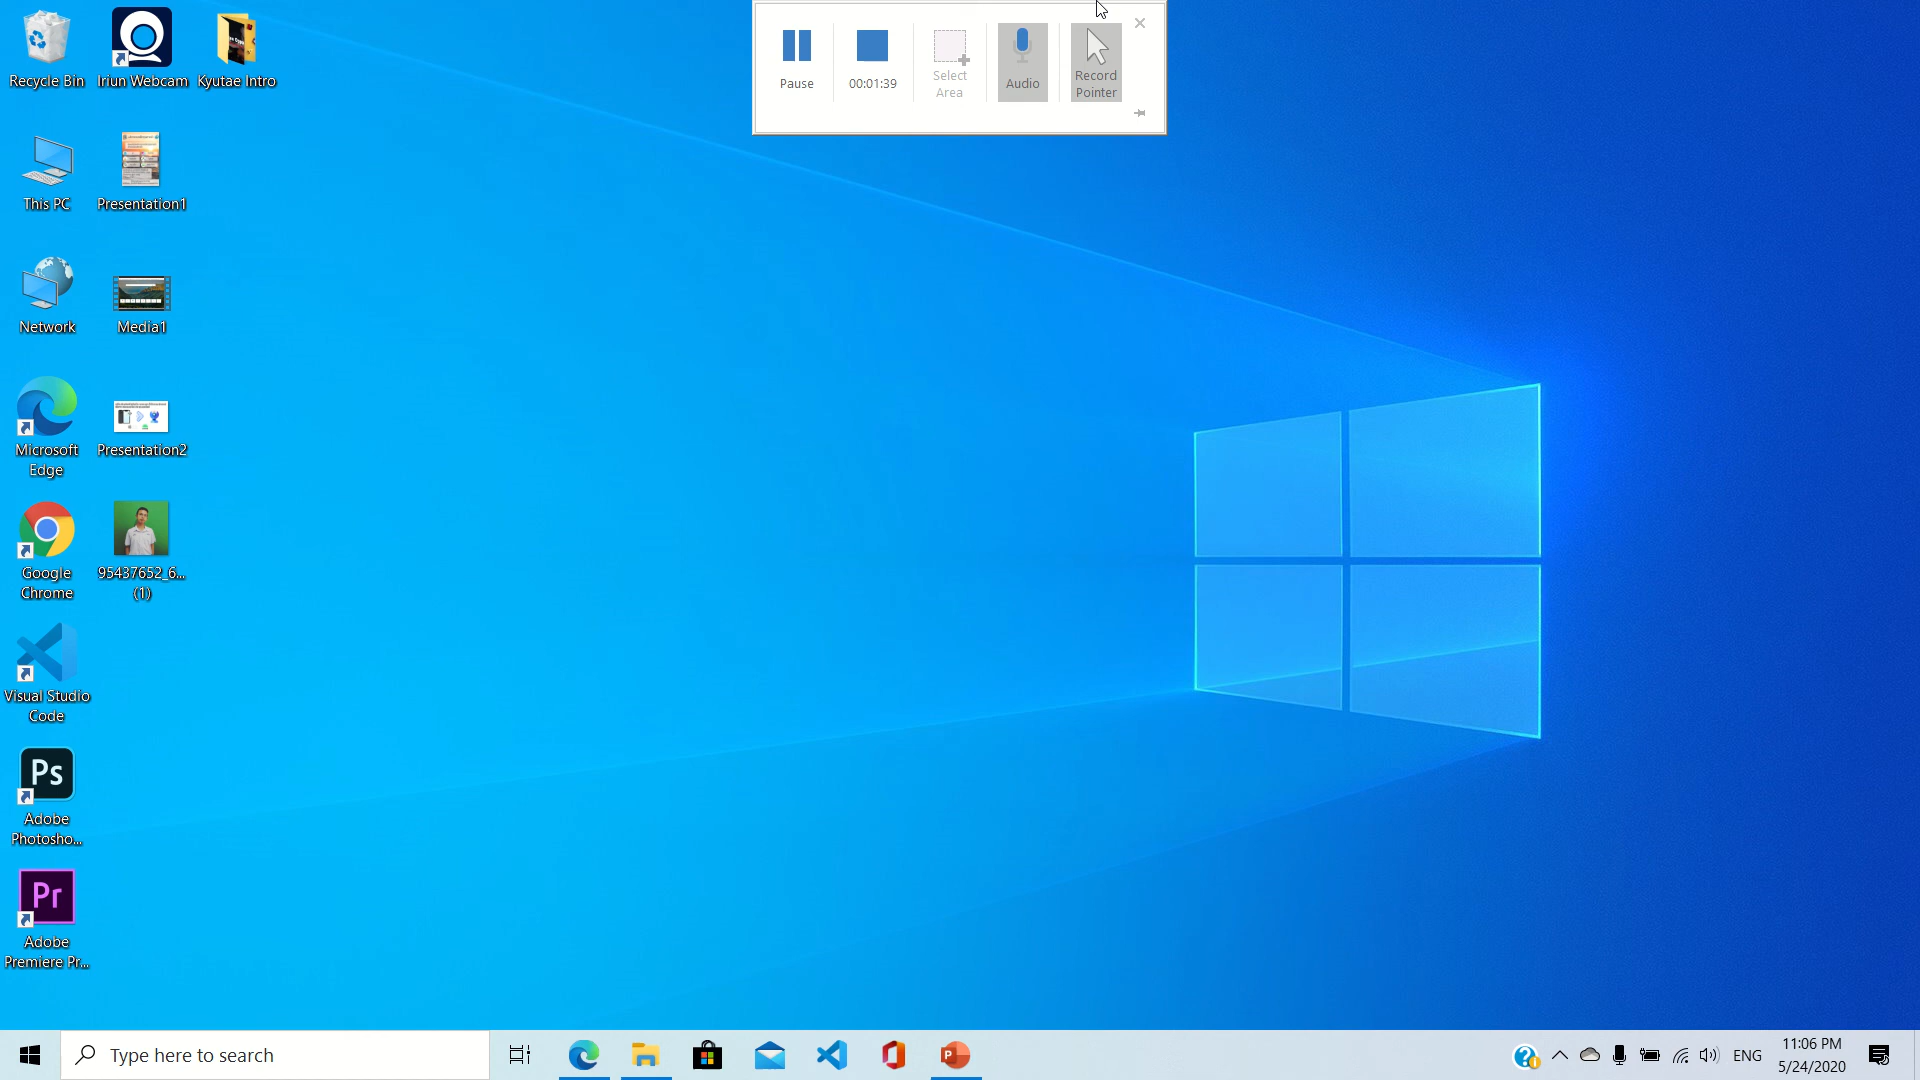 Pause
00:01:39
Select
Area
Audio
Record
Pointer
Recycle Bin
Iriun Webcam
Kyutae Intro
This PC
Presentation1
Network
Media1
Microsoft
Edge
Presentation2
Google
Chrome
95437652_6...
(1)
Visual Studio
Code
Ps
Adobe
Photosho...
Pr
Adobe
Premiere Pr...
Type here to search
ENG
11:06 PM
5/24/2020